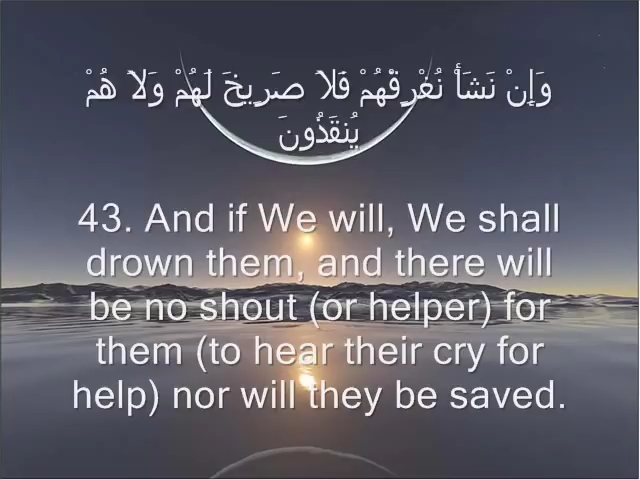 وَإِنْ نَشَأْ نُغْرِقْهُمْ فَلاَ صَرِيخَ لَهُمْ وَلاَ هُمْ
يُنقَذُونَ
43. And if We will, We shall
drown them, and there will
be no shout (or helper) for
them (to hear their cry for
help) nor will they be saved.